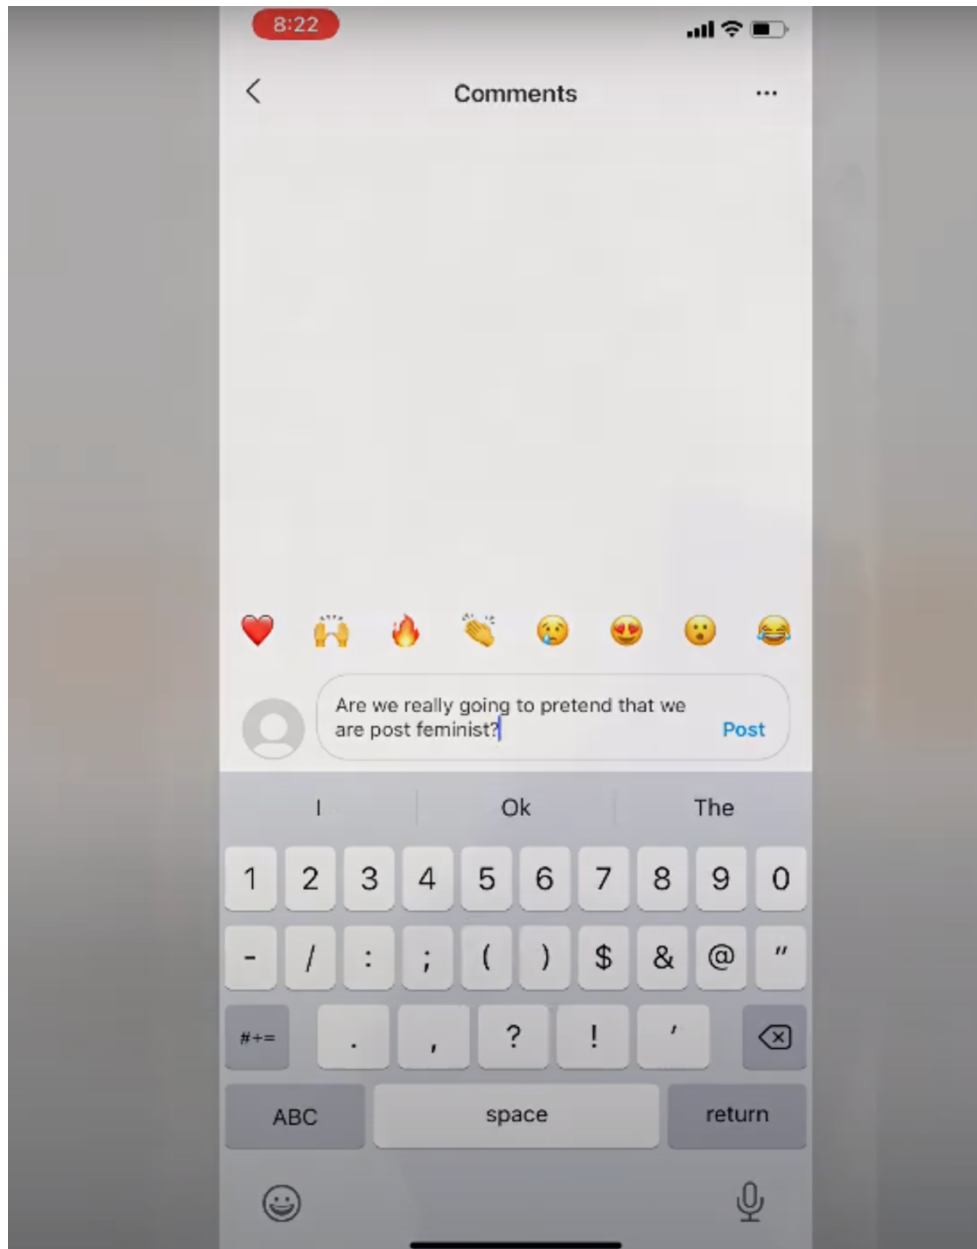 8:22
Comments
Are we really going to pretend that we
are post feminist?
Post
I
Ok
The
1 2 3 4 5 6 7 8 9 0
- / : ; ( ) $ & @ "
#+= . , ? ! '
ABC space return